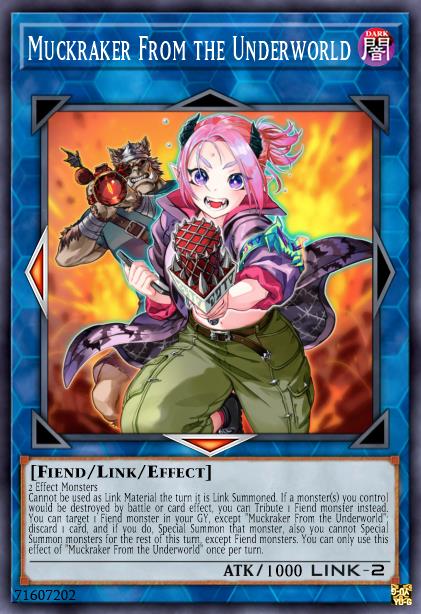 Muckraker From the Underworld
DARK
闇
[Fiend/Link/Effect]
2 Effect Monsters
Cannot be used as Link Material the turn it is Link Summoned. If a monster(s) you control
would be destroyed by battle or card effect, you can Tribute 1 Fiend monster instead.
You can target 1 Fiend monster in your GY, except "Muckraker From the Underworld";
discard 1 card, and if you do, Special Summon that monster, also you cannot Special
Summon monsters for the rest of this turn, except Fiend monsters. You can only use this
effect of "Muckraker From the Underworld" once per turn.
ATK/1000 LINK-2
71607202